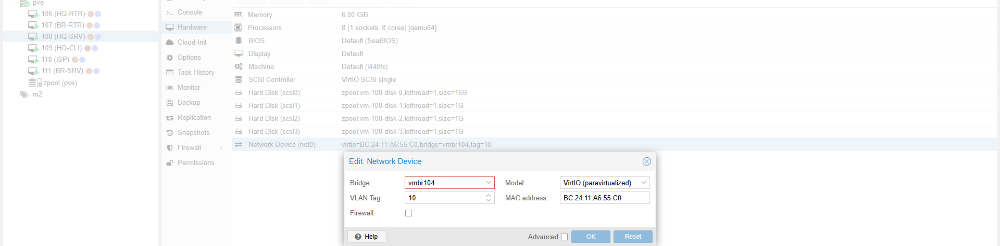 pve
106 (HQ-RTR)
107 (BR-RTR)
108 (HQ-SRV)
109 (HQ-CLI)
110 (ISP)
111 (BR-SRV)
zpool (pve)
m2
Console
Hardware
Cloud-Init
Options
Task History
Monitor
Backup
Replication
Snapshots
Firewall
Permissions
Memory 6.00 GiB
Processors 8 (1 sockets, 8 cores) [qemu64]
BIOS Default (SeaBIOS)
Display Default
Machine Default (i440fx)
SCSI Controller VirtIO SCSI single
Hard Disk (scsi0) zpool:vm-108-disk-0,iothread=1,size=16G
Hard Disk (scsi1) zpool:vm-108-disk-1,iothread=1,size=1G
Hard Disk (scsi2) zpool:vm-108-disk-2,iothread=1,size=1G
Hard Disk (scsi3) zpool:vm-108-disk-3,iothread=1,size=1G
Network Device (net0) virtio=BC:24:11:A6:55:C0,bridge=vmbr104,tag=10
Edit: Network Device
Bridge: vmbr104 Model: VirtIO (paravirtualized)
VLAN Tag: 10 MAC address: BC:24:11:A6:55:C0
Firewall:
Help Advanced OK Reset